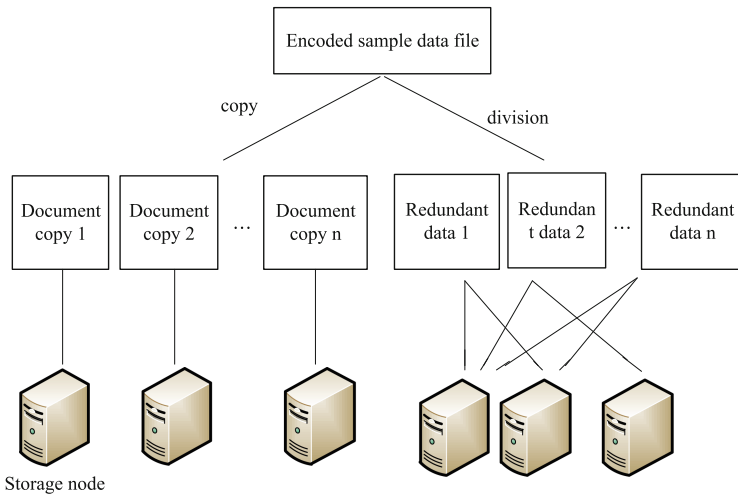 Encoded sample data file
copy
division
Document
copy 1
Document
copy 2
...
Document
copy n
Redundant
data 1
Redundan
t data 2
...
Redundant
data n
Storage node